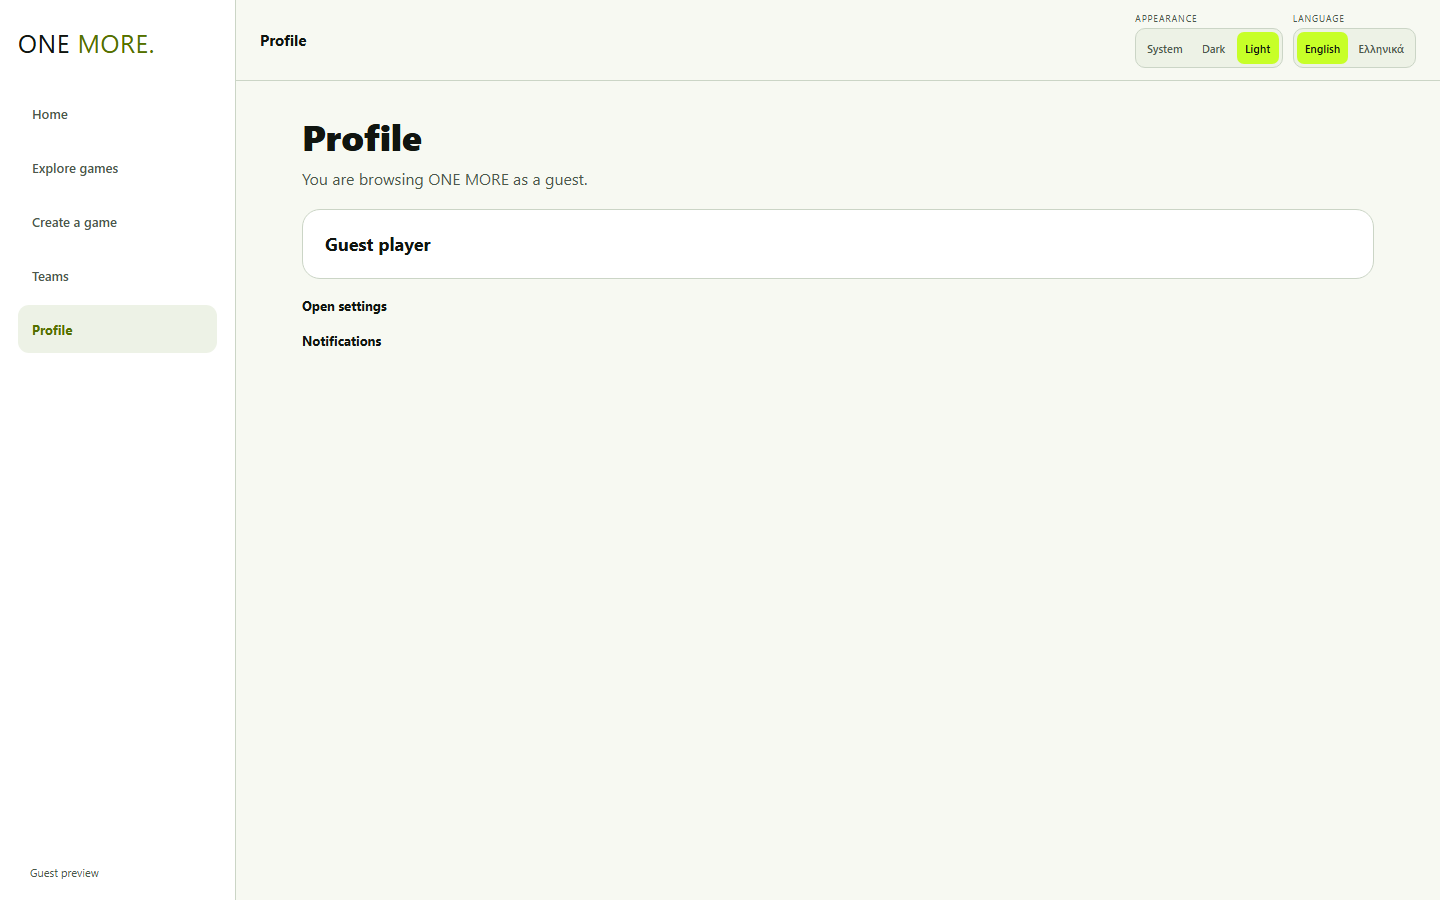 ONE MORE.
Home
Explore games
Create a game
Teams
Profile
Guest preview
Profile
APPEARANCE
System Dark Light
LANGUAGE
English Ελληνικά
Profile
You are browsing ONE MORE as a guest.
Guest player
Open settings
Notifications